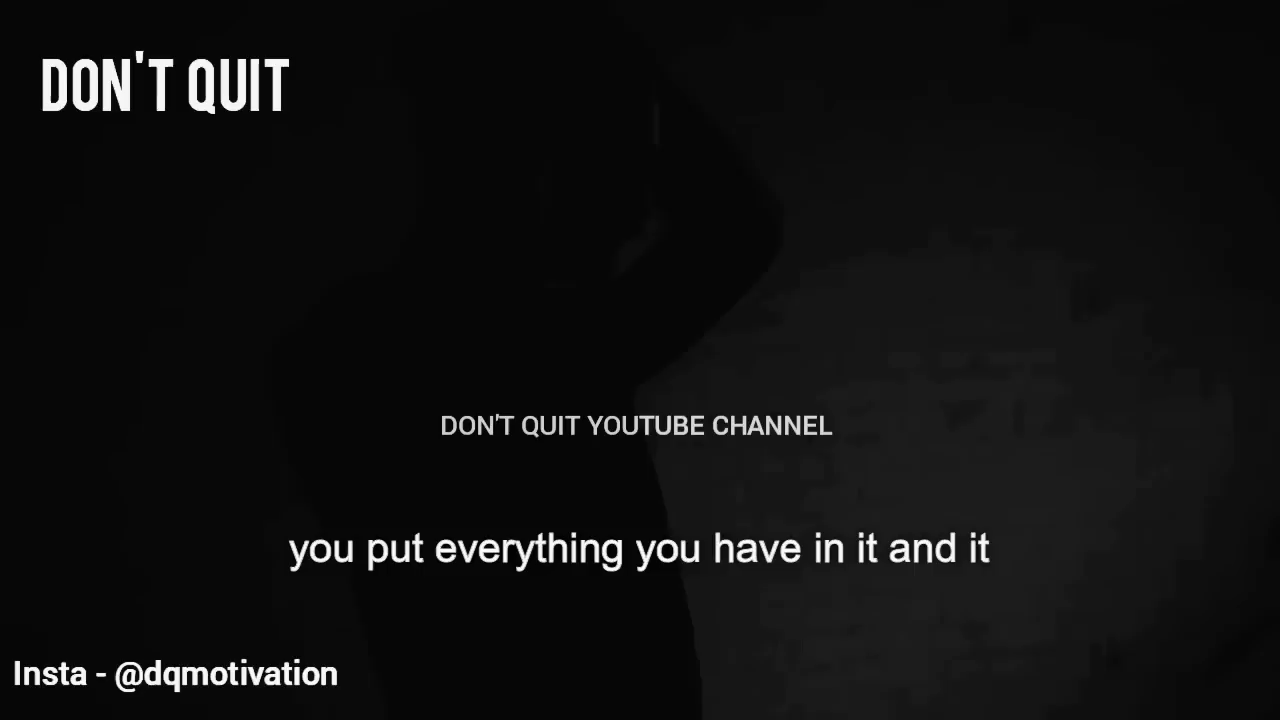 DON'T QUIT
DON'T QUIT YOUTUBE CHANNEL
you put everything you have in it and it
Insta - @dqmotivation